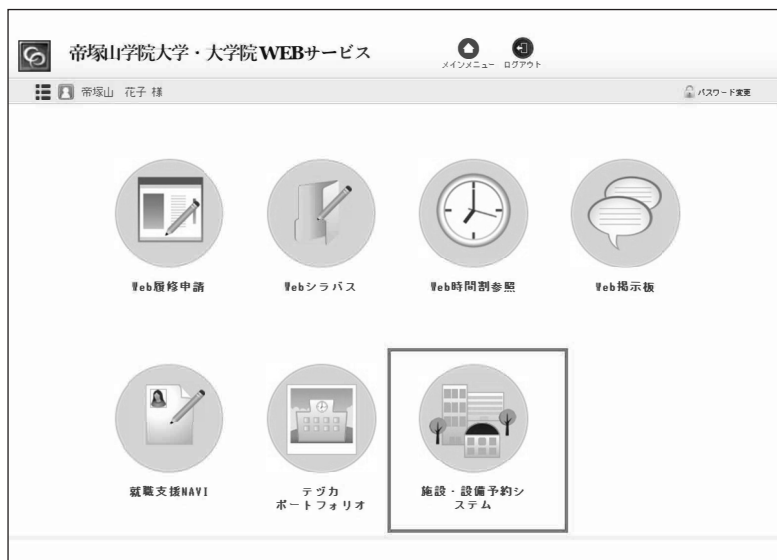 帝塚山学院大学・大学院WEBサービス
メインメニュー ログアウト
帝塚山 花子 様
パスワード変更
Web履修申請
Webシラバス
Web時間割参照
Web掲示板
就職支援NAVI
テヅカ
ポートフォリオ
施設・設備予約シ
ステム